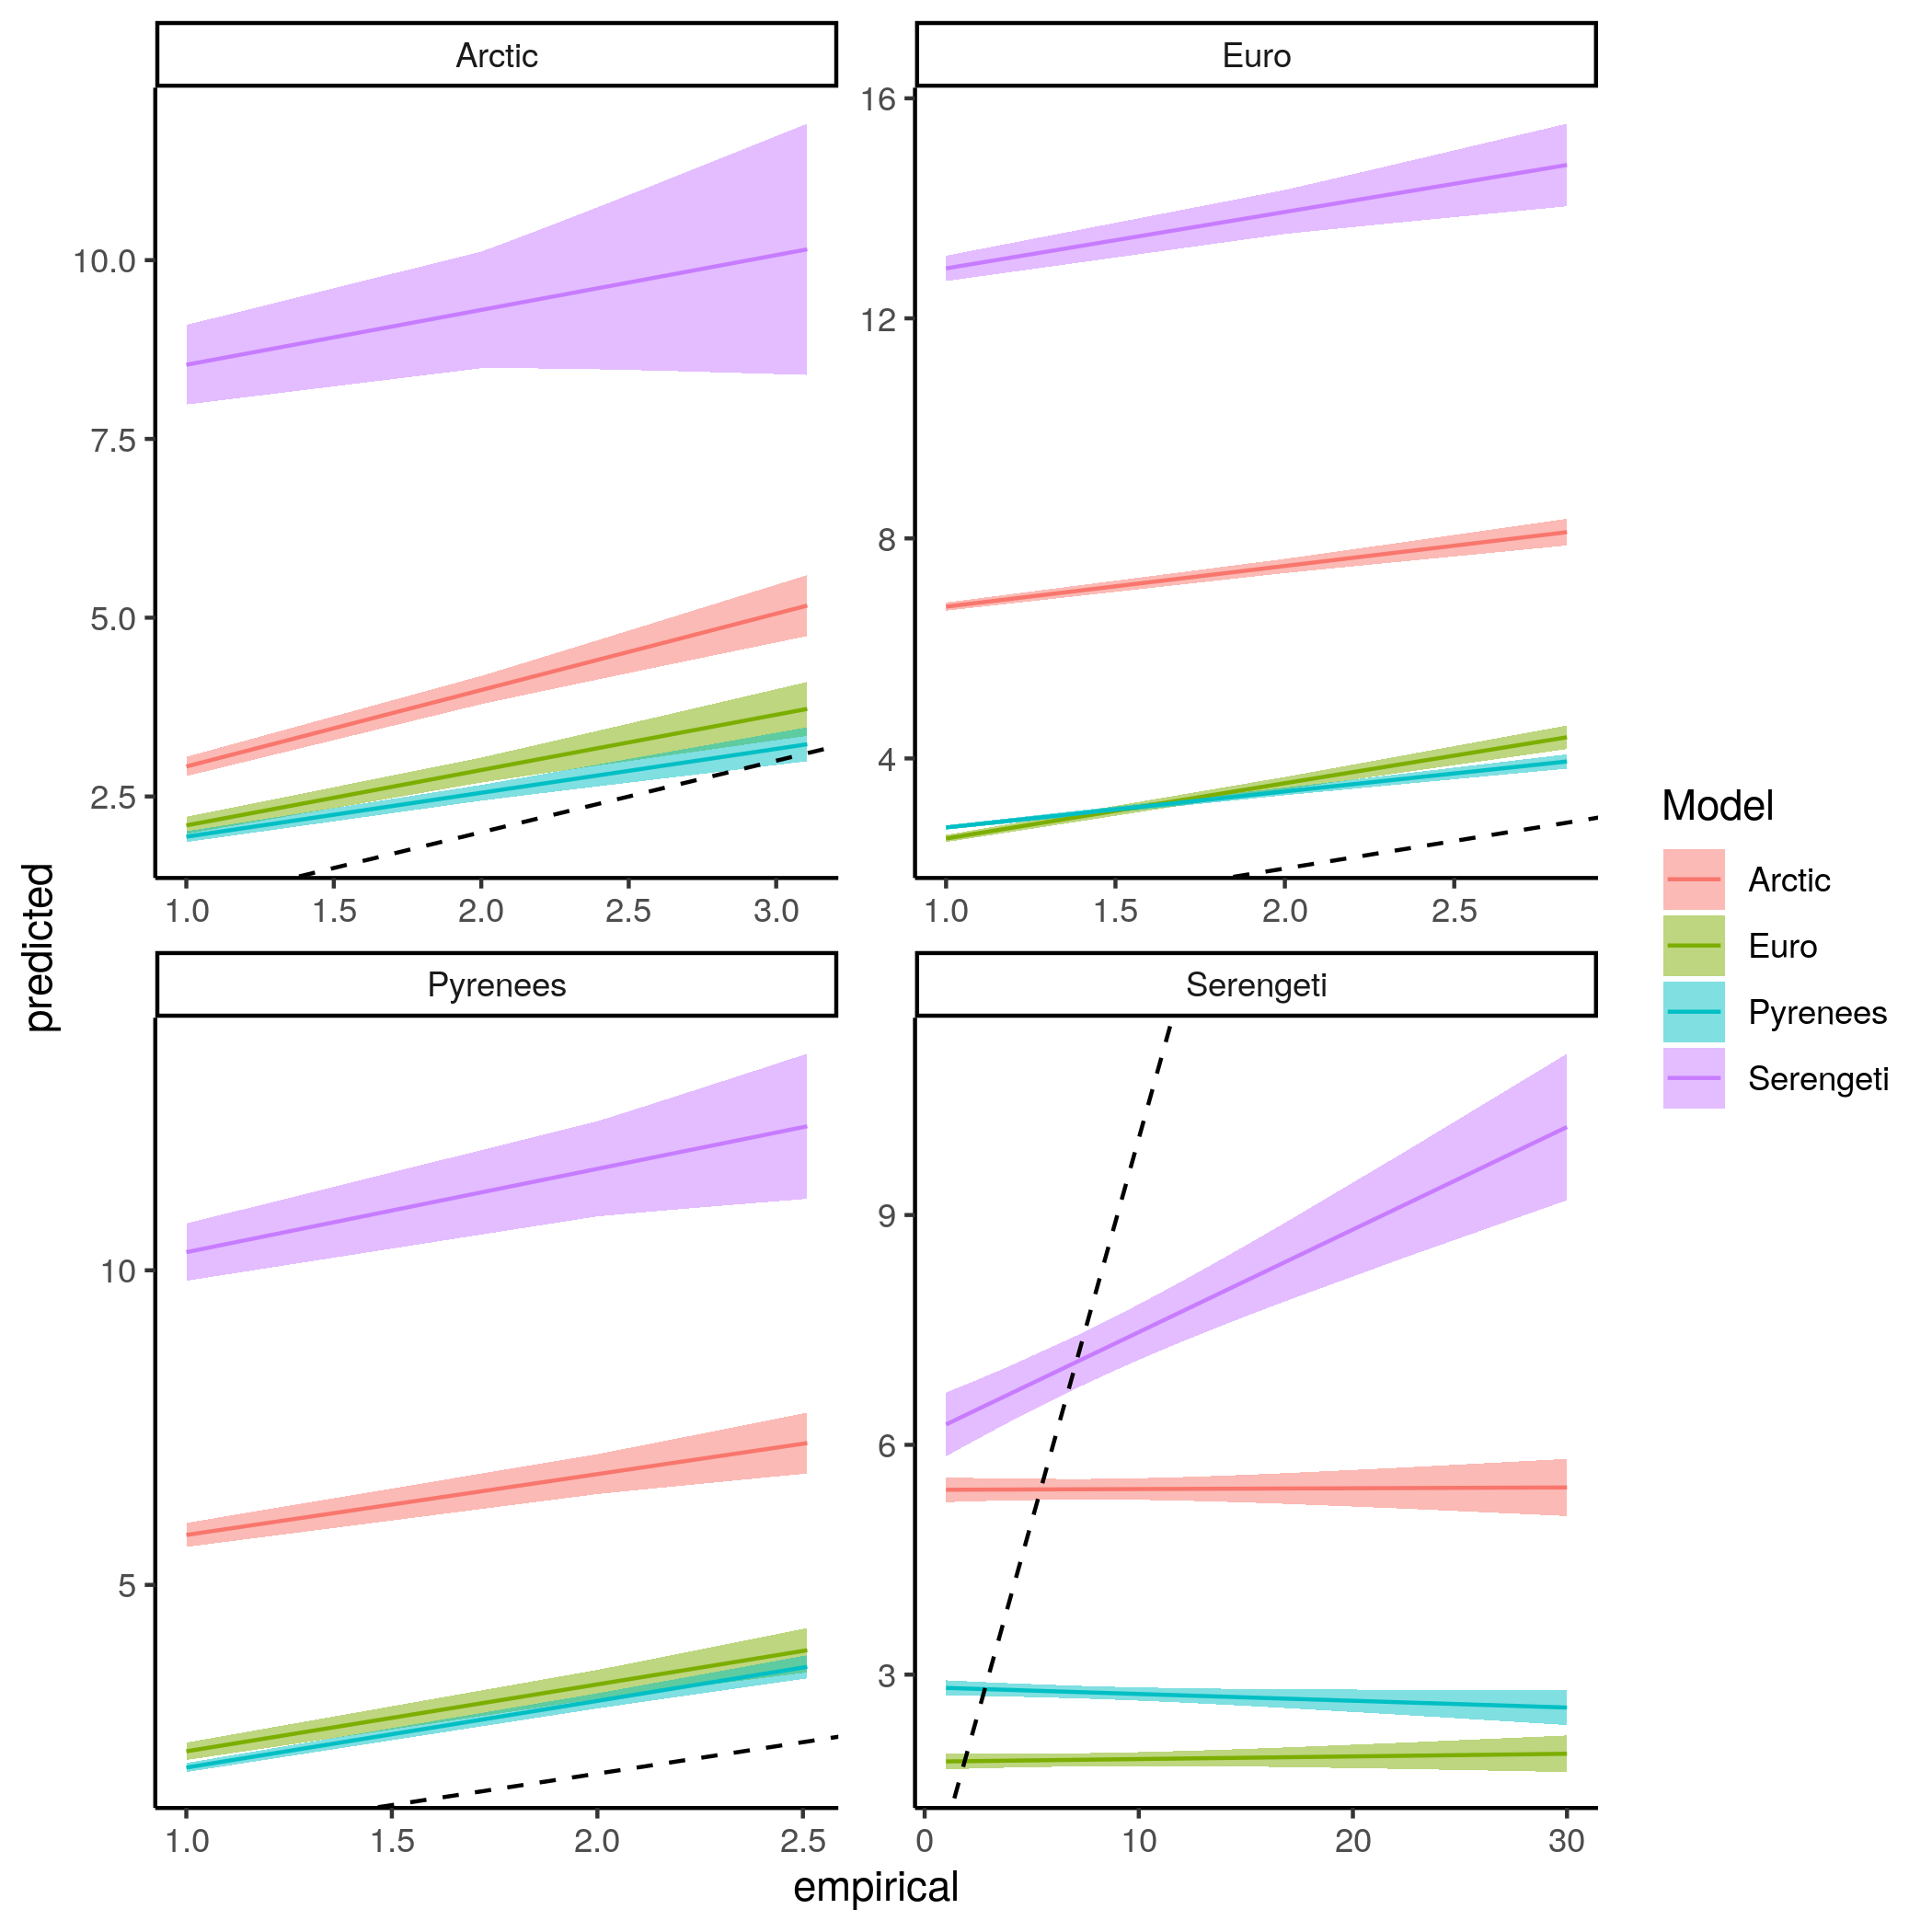 Arctic
Euro
10.0
7.5
5.0
2.5
1.0 1.5 2.0 2.5 3.0
16
12
8
4
1.0 1.5 2.0 2.5
Pyrenees
Serengeti
10
5
1.0 1.5 2.0 2.5
9
6
3
0 10 20 30
predicted
empirical
Model
Arctic
Euro
Pyrenees
Serengeti